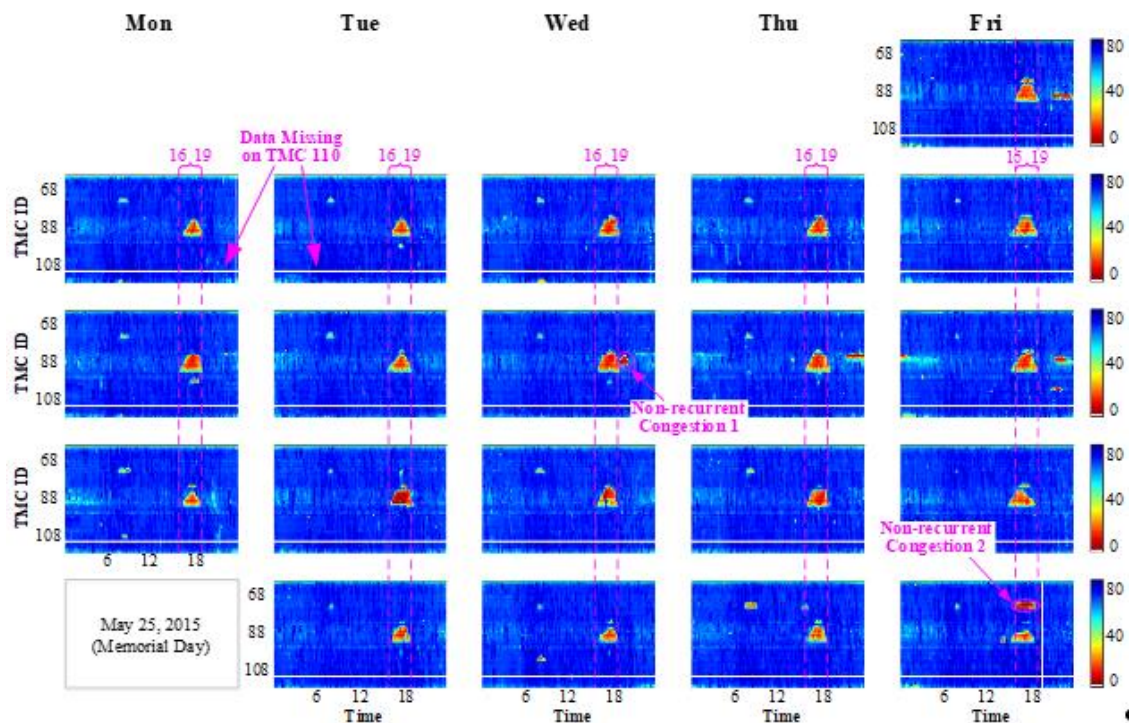 Mon Tue Wed Thu Fri
68
88
108
80
40
0
Data Missing
on TMC 110
16 19 16 19 16 19 16 19 15 19
TMC ID
68
88
108
80
40
0
TMC ID
68
88
108
80
40
0
Non-recurrent
Congestion 1
TMC ID
68
88
108
80
40
0
6 12 18
Non-recurrent
Congestion 2
May 25, 2015
(Memorial Day)
68
88
108
80
40
0
6 12 18 6 12 18 6 12 18 6 12 18
Time Time Time Time